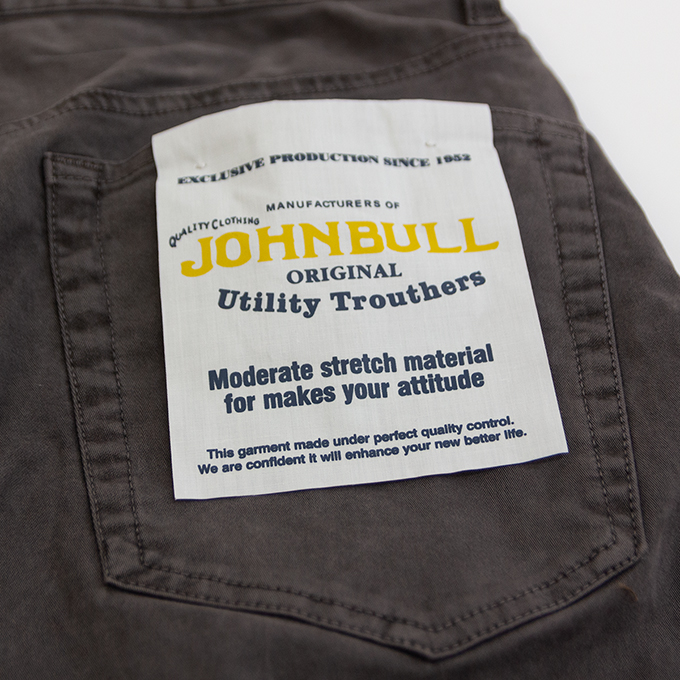 EXCLUSIVE PRODUCTION SINCE 1952
MANUFACTURERS OF
QUALITY CLOTHING
JOHNBULL
ORIGINAL
Utility Trouthers
Moderate stretch material
for makes your attitude
This garment made under perfect quality control.
We are confident it will enhance your new better life.